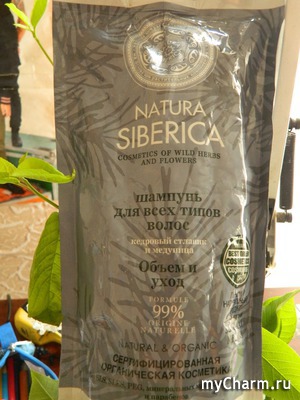 NATURA
SIBERICA
COSMETICS OF WILD HERBS
AND FLOWERS
шампунь
для всех типов
волос
кедровый стланик
и медуница
Объем и
уход
FORMULE
99%
ORIGINE
NATURELLE
NATURAL & ORGANIC
СЕРТИФИЦИРОВАННАЯ
ОРГАНИЧЕСКАЯ КОСМЕТИКА
myCharm.ru